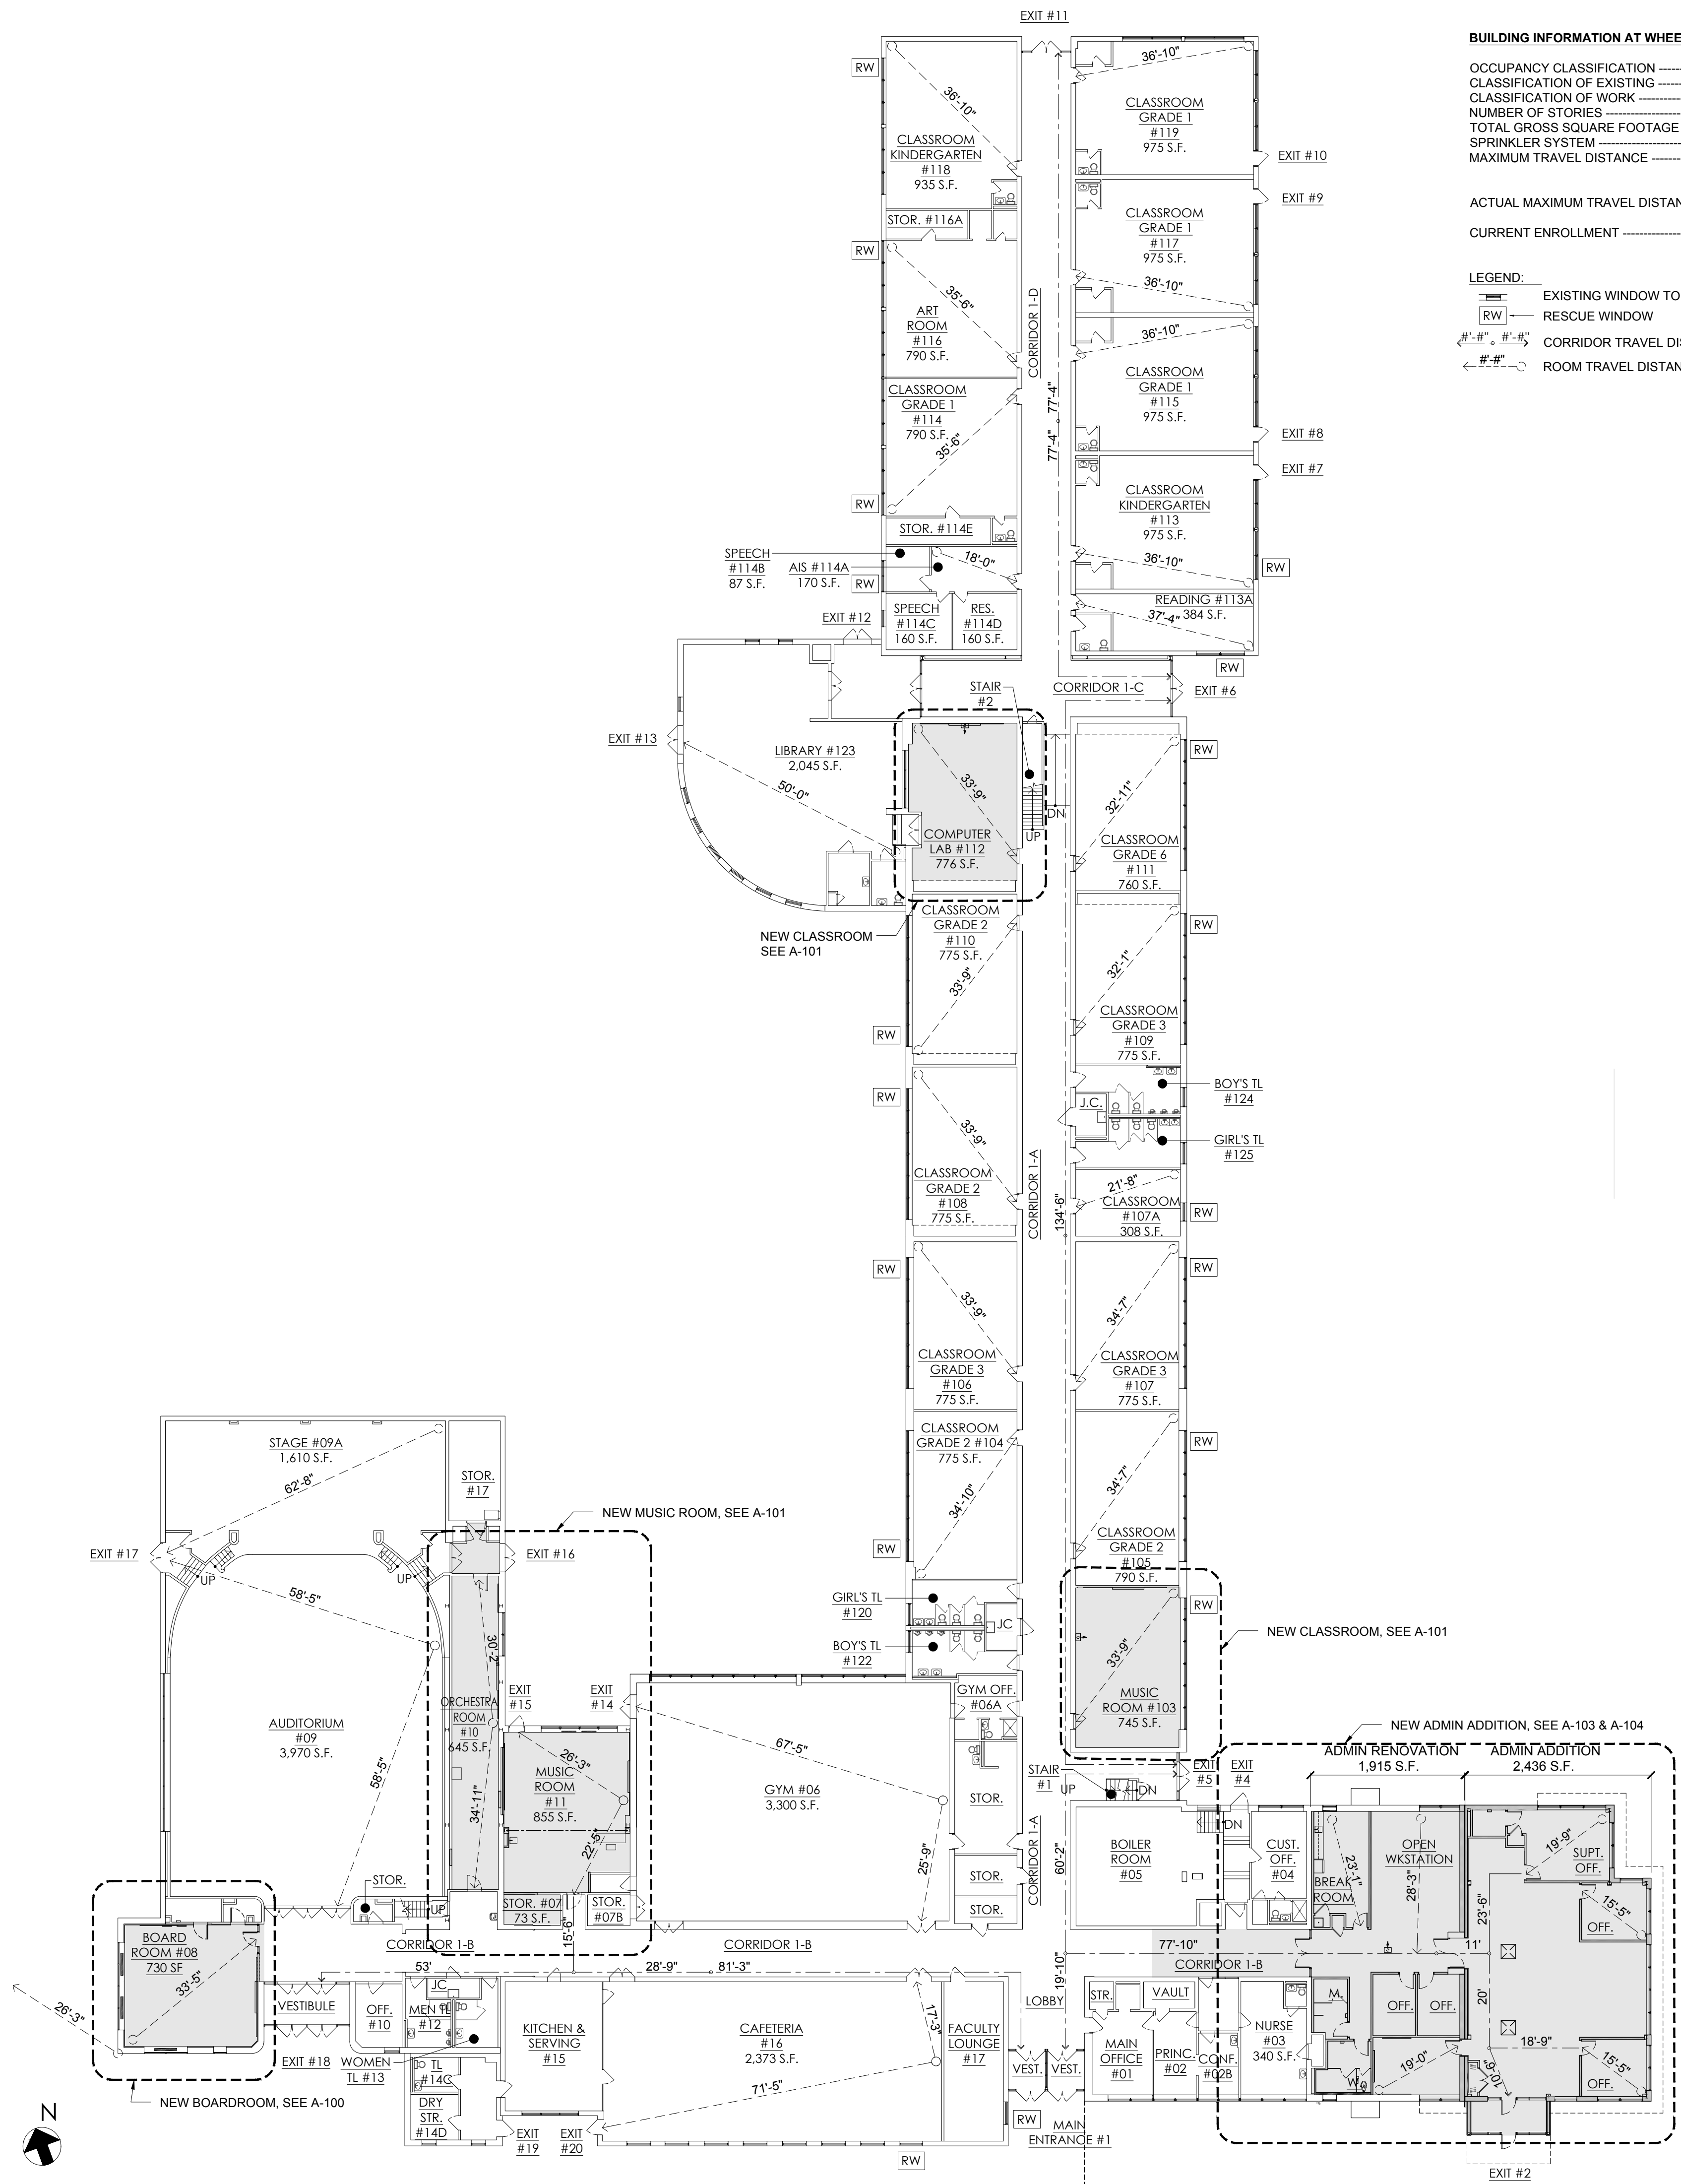 EXIT #11
BUILDING INFORMATION AT WHEE
OCCUPANCY CLASSIFICATION -----
CLASSIFICATION OF EXISTING ------
CLASSIFICATION OF WORK ----------
NUMBER OF STORIES ------------------
TOTAL GROSS SQUARE FOOTAGE
SPRINKLER SYSTEM -------------------
MAXIMUM TRAVEL DISTANCE -------
ACTUAL MAXIMUM TRAVEL DISTAN
CURRENT ENROLLMENT --------------
LEGEND:
EXISTING WINDOW TO
RW
RESCUE WINDOW
#'-#" #'-#"
CORRIDOR TRAVEL DIS
#'-#"
ROOM TRAVEL DISTAN
RW
36'-10"
CLASSROOM
KINDERGARTEN
#118
935 S.F.
36'-10"
CLASSROOM
GRADE 1
#119
975 S.F.
EXIT #10
EXIT #9
STOR. #116A
CLASSROOM
GRADE 1
#117
975 S.F.
36'-10"
RW
35'-6"
ART
ROOM
#116
790 S.F.
CORRIDOR 1-D
36'-10"
CLASSROOM
GRADE 1
#115
975 S.F.
CLASSROOM
GRADE 1
#114
790 S.F.
35'-6"
77'-4"
77'-4"
EXIT #8
EXIT #7
RW
STOR. #114E
CLASSROOM
KINDERGARTEN
#113
975 S.F.
36'-10"
RW
SPEECH
#114B
87 S.F.
AIS #114A
170 S.F.
RW
18'-0"
READING #113A
37'-4" 384 S.F.
EXIT #12
SPEECH
#114C
160 S.F.
RES.
#114D
160 S.F.
RW
STAIR
#2
CORRIDOR 1-C
EXIT #6
EXIT #13
LIBRARY #123
2,045 S.F.
50'-0"
33'-9"
COMPUTER
LAB #112
776 S.F.
DN
UP
RW
32'-11"
CLASSROOM
GRADE 6
#111
760 S.F.
NEW CLASSROOM
SEE A-101
CLASSROOM
GRADE 2
#110
775 S.F.
33'-9"
RW
RW
32'-1"
CLASSROOM
GRADE 3
#109
775 S.F.
RW
33'-9"
CLASSROOM
GRADE 2
#108
775 S.F.
J.C.
BOY'S TL
#124
GIRL'S TL
#125
CORRIDOR 1-A
134'-6"
21'-8"
CLASSROOM
#107A
308 S.F.
RW
RW
33'-9"
CLASSROOM
GRADE 3
#106
775 S.F.
RW
34'-7"
CLASSROOM
GRADE 3
#107
775 S.F.
CLASSROOM
GRADE 2 #104
775 S.F.
34'-10"
RW
RW
34'-7"
CLASSROOM
GRADE 2
#105
790 S.F.
STAGE #09A
1,610 S.F.
62'-8"
STOR.
#17
NEW MUSIC ROOM, SEE A-101
EXIT #17
UP
UP
EXIT #16
58'-5"
GIRL'S TL
#120
JC
BOY'S TL
#122
RW
NEW CLASSROOM, SEE A-101
33'-9"
MUSIC
ROOM #103
745 S.F.
30'-2"
ORCHESTRA
ROOM
#10
645 S.F.
34'-11"
EXIT
#15
EXIT
#14
GYM OFF.
#06A
AUDITORIUM
#09
3,970 S.F.
58'-5"
26'-3"
MUSIC
ROOM
#11
855 S.F.
22'-5"
67'-5"
GYM #06
3,300 S.F.
25'-9"
STOR.
STOR.
STOR.
NEW ADMIN ADDITION, SEE A-103 & A-104
ADMIN RENOVATION
1,915 S.F.
ADMIN ADDITION
2,436 S.F.
STAIR
#1
UP
DN
EXIT
#5
EXIT
#4
BOILER
ROOM
#05
DN
CUST.
OFF.
#04
23'-1"
BREAK
ROOM
OPEN
WKSTATION
28'-3"
19'-9"
SUPT.
OFF.
15'-5"
OFF.
23'-6"
CORRIDOR 1-A
60'-2"
STOR.
UP
STOR. #07
73 S.F.
STOR.
#07B
15'-6"
BOARD
ROOM #08
730 SF
33'-5"
26'-3"
CORRIDOR 1-B
CORRIDOR 1-B
53'
28'-9"
81'-3"
19'-10"
77'-10"
CORRIDOR 1-B
11'
20'
VESTIBULE
OFF.
#10
JC
MEN TL
#12
KITCHEN &
SERVING
#15
CAFETERIA
#16
2,373 S.F.
17'-3"
71'-5"
FACULTY
LOUNGE
#17
LOBBY
VEST.
VEST.
STR.
VAULT
MAIN
OFFICE
#01
PRINC.
#02
CONF.
#02B
NURSE
#03
340 S.F.
M.
W.
OFF.
OFF.
19'-0"
18'-9"
10'-6"
15'-5"
OFF.
EXIT #18
WOMEN
TL #13
TL
#14C
DRY
STR.
#14D
EXIT
#19
EXIT
#20
RW
RW
MAIN
ENTRANCE #1
NEW BOARDROOM, SEE A-100
N
EXIT #2